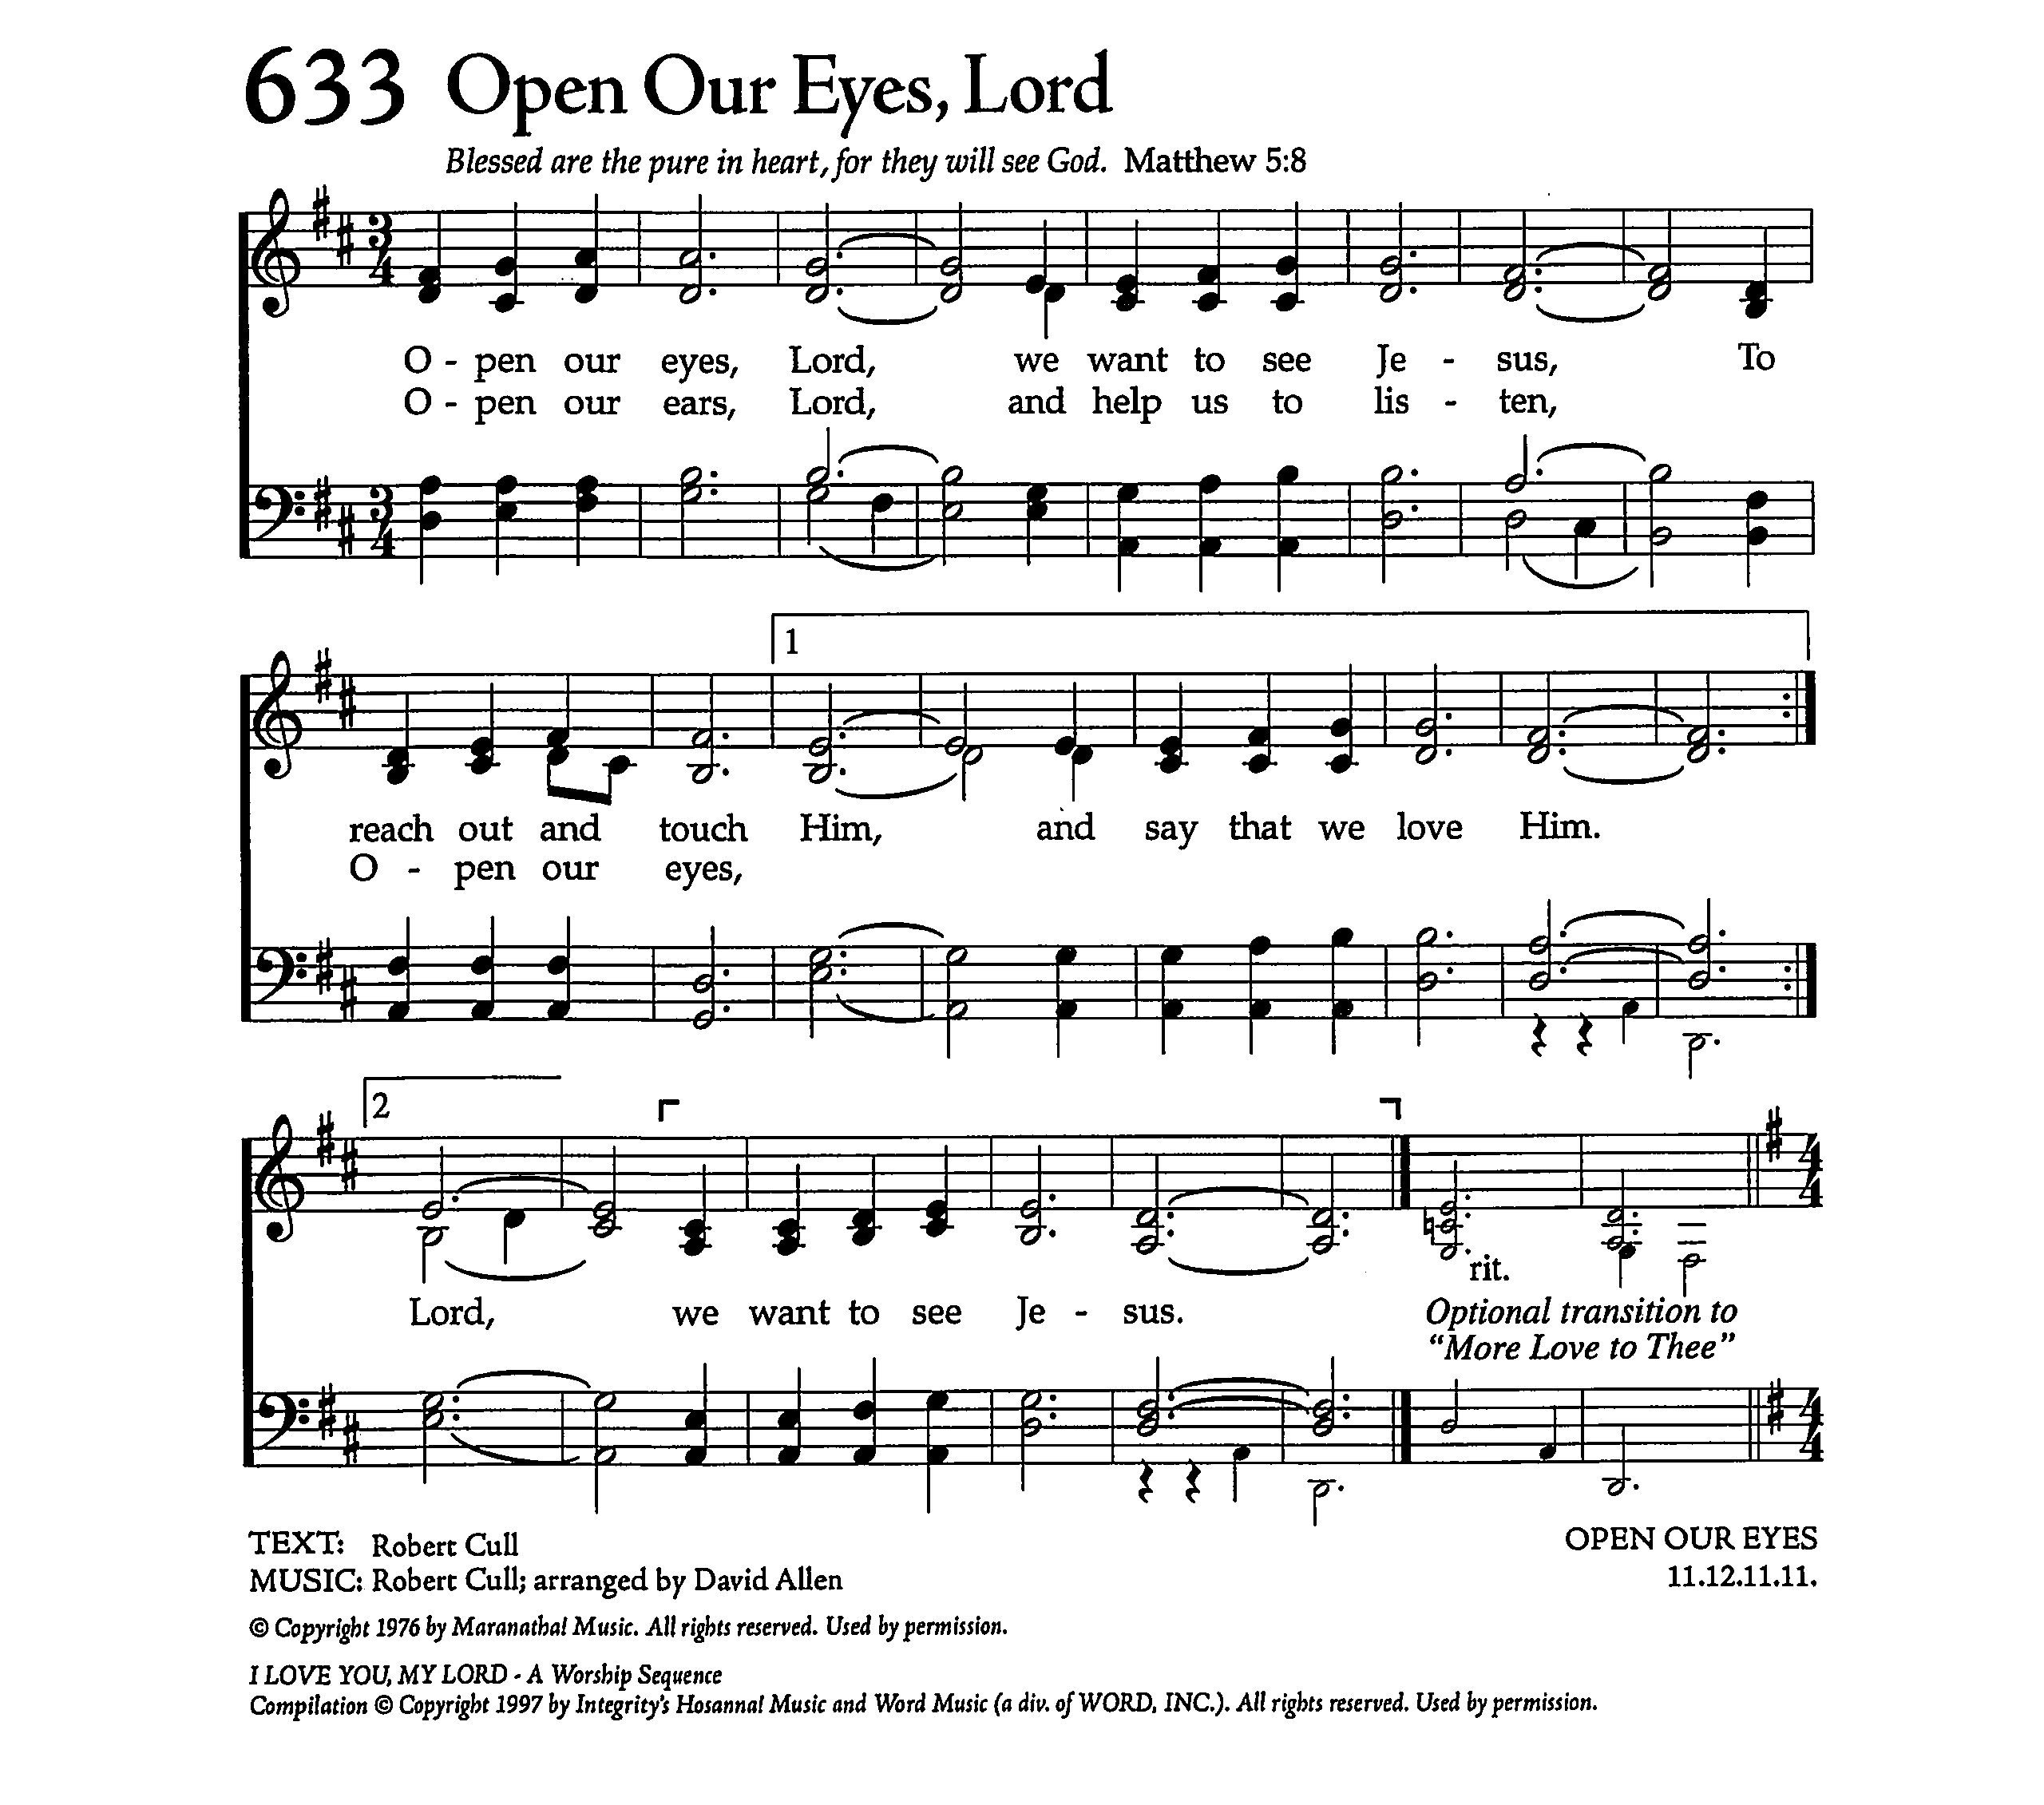 633 Open Our Eyes, Lord
Blessed are the pure in heart, for they will see God. Matthew 5:8
3
4
O - pen our eyes, Lord, we want to see Je - sus, To
O - pen our ears, Lord, and help us to lis - ten,
3
4
1
reach out and touch Him, and say that we love Him.
O - pen our eyes,
2
4
4
rit.
Lord, we want to see Je - sus. Optional transition to
“More Love to Thee”
4
4
TEXT: Robert Cull
OPEN OUR EYES
MUSIC: Robert Cull; arranged by David Allen
11.12.11.11.
© Copyright 1976 by Maranatha! Music. All rights reserved. Used by permission.
I LOVE YOU, MY LORD - A Worship Sequence
Compilation © Copyright 1997 by Integrity's Hosanna! Music and Word Music (a div. of WORD, INC.). All rights reserved. Used by permission.